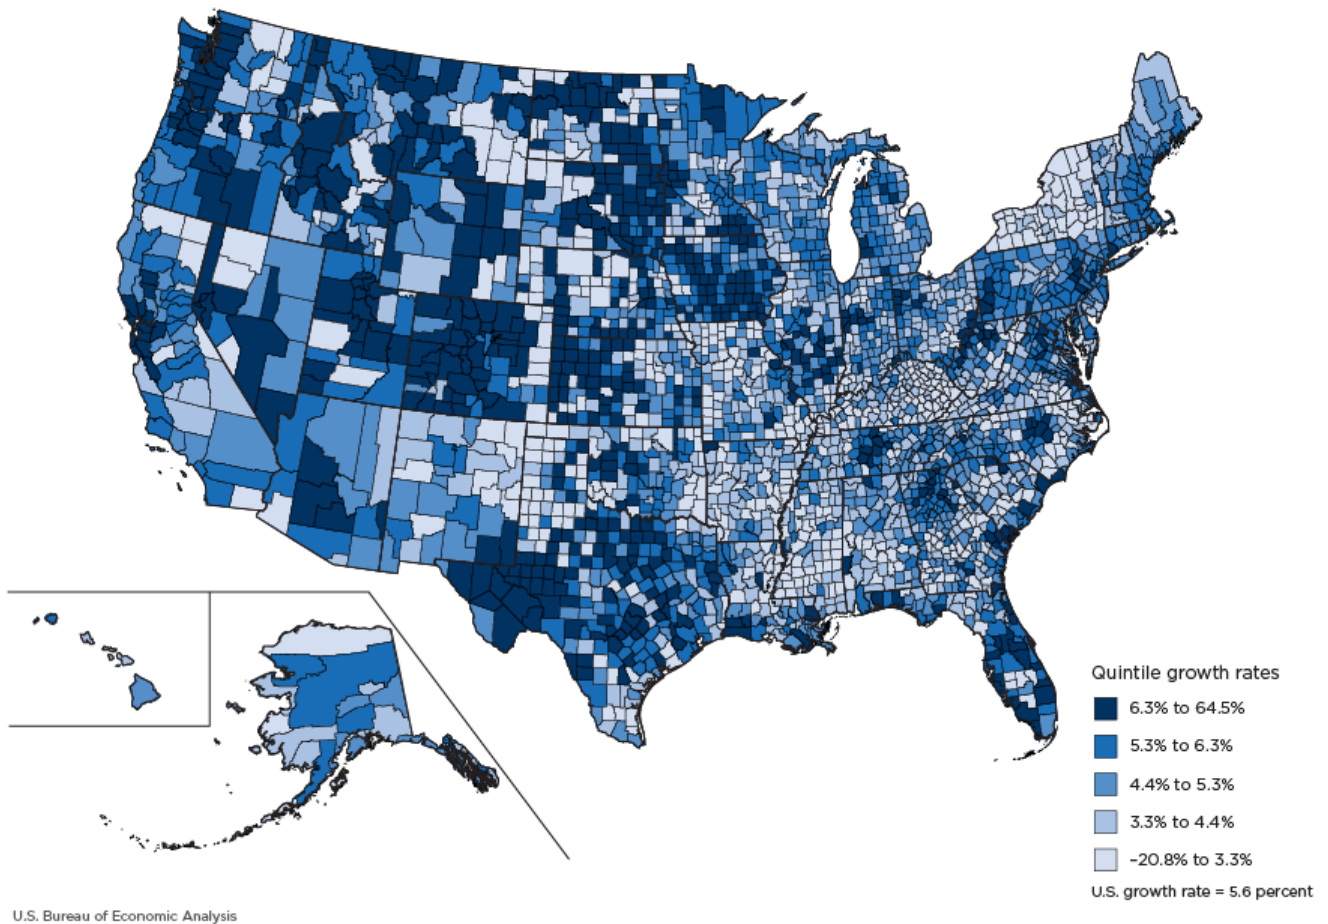 Quintile growth rates
6.3% to 64.5%
5.3% to 6.3%
4.4% to 5.3%
3.3% to 4.4%
–20.8% to 3.3%
U.S. growth rate = 5.6 percent
U.S. Bureau of Economic Analysis